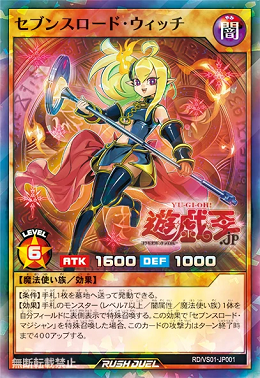 セブンスロード・ウィッチ
やみ
闇
YU-GI-OH!
遊戯王.JP
LEVEL
6
ATK 1600 DEF 1000
【魔法使い族/効果】
【条件】手札1枚を墓地へ送って発動できる。
【効果】手札のモンスター(レベル7以上/闇属性/魔法使い族)1体を
自分フィールドに表側表示で特殊召喚する。この効果で「セブンスロード・
マジシャン」を特殊召喚した場合、このカードの攻撃力はターン終了時
まで400アップする。
無断転載禁止
RUSH DUEL
RD/VS01-JP001